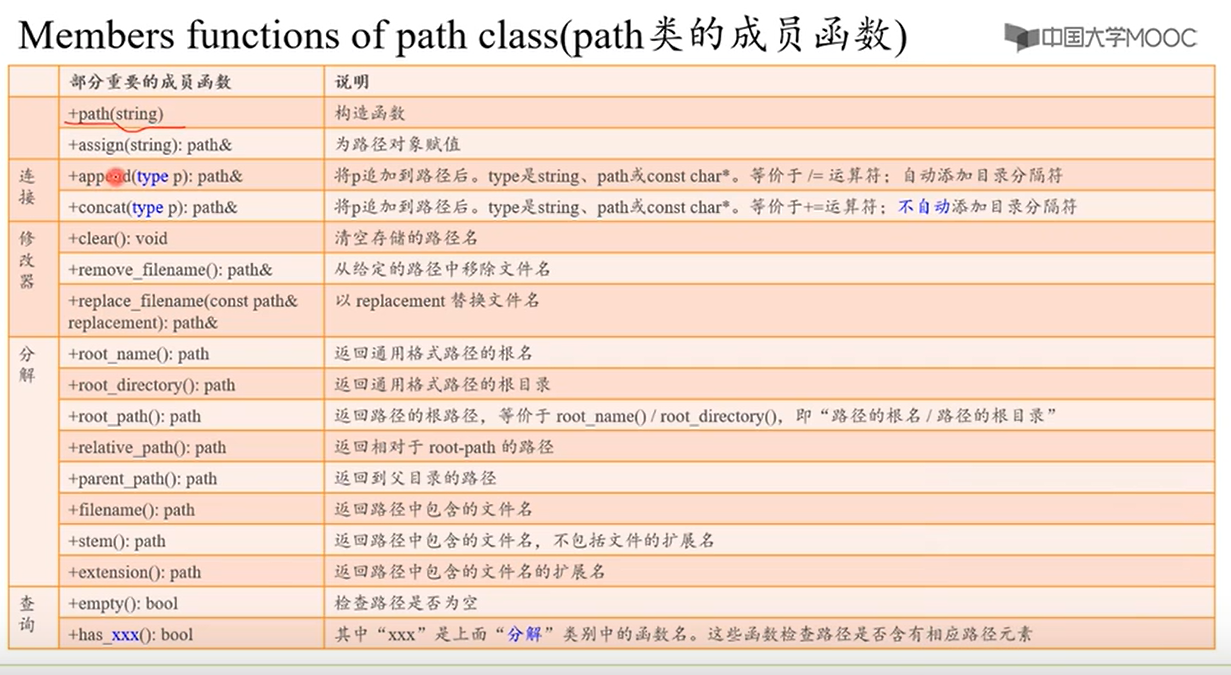 Members functions of path class(path类的成员函数)
中国大学MOOC
部分重要的成员函数 说明
+path(string) 构造函数
+assign(string): path& 为路径对象赋值
连接
+append(type p): path& 将p追加到路径后。type是string、path或const char*。等价于 /= 运算符；自动添加目录分隔符
+concat(type p): path& 将p追加到路径后。type是string、path或const char*。等价于+=运算符；不自动添加目录分隔符
修改器
+clear(): void 清空存储的路径名
+remove_filename(): path& 从给定的路径中移除文件名
+replace_filename(const path& 以 replacement 替换文件名
replacement): path&
分解
+root_name(): path 返回通用格式路径的根名
+root_directory(): path 返回通用格式路径的根目录
+root_path(): path 返回路径的根路径，等价于 root_name() / root_directory()，即“路径的根名 / 路径的根目录”
+relative_path(): path 返回相对于 root-path 的路径
+parent_path(): path 返回到父目录的路径
+filename(): path 返回路径中包含的文件名
+stem(): path 返回路径中包含的文件名，不包括文件的扩展名
+extension(): path 返回路径中包含的文件名的扩展名
查询
+empty(): bool 检查路径是否为空
+has_xxx(): bool 其中“xxx”是上面“分解”类别中的函数名。这些函数检查路径是否含有相应路径元素